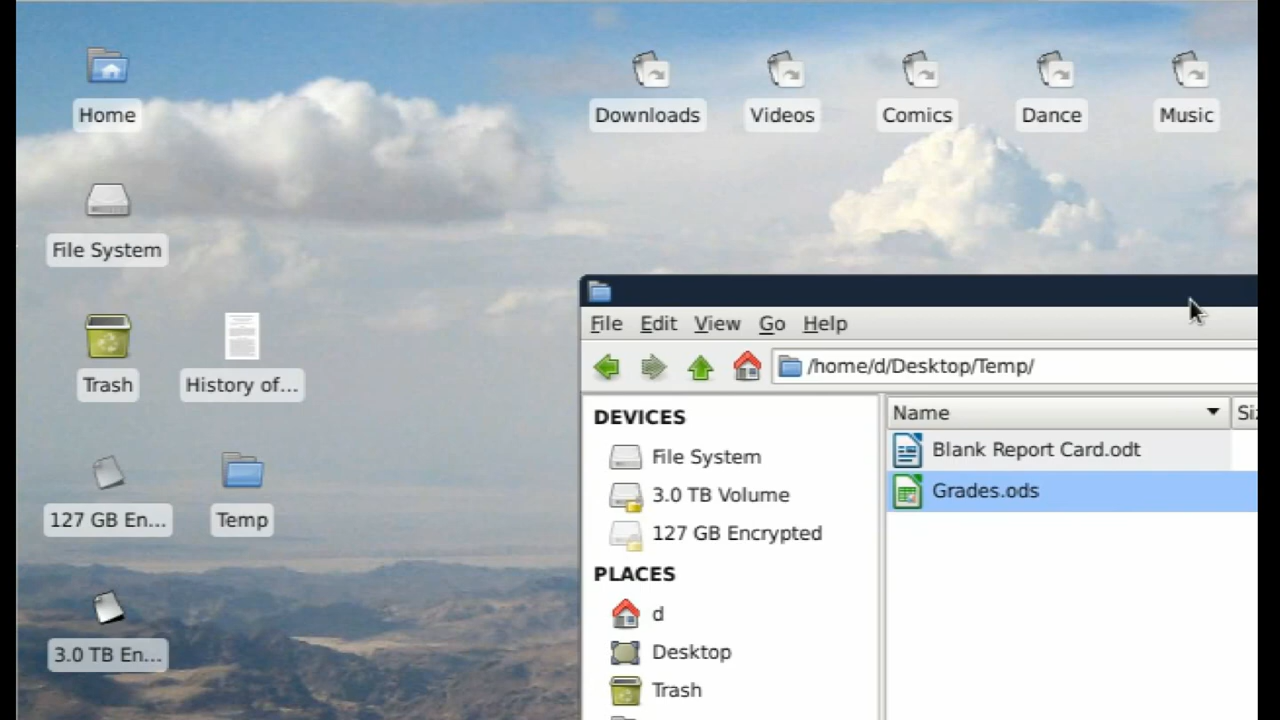 Home
Downloads
Videos
Comics
Dance
Music
File System
Trash
History of...
127 GB En...
Temp
3.0 TB En...
File Edit View Go Help
/home/d/Desktop/Temp/
DEVICES
File System
3.0 TB Volume
127 GB Encrypted
PLACES
d
Desktop
Trash
Name
Blank Report Card.odt
Grades.ods